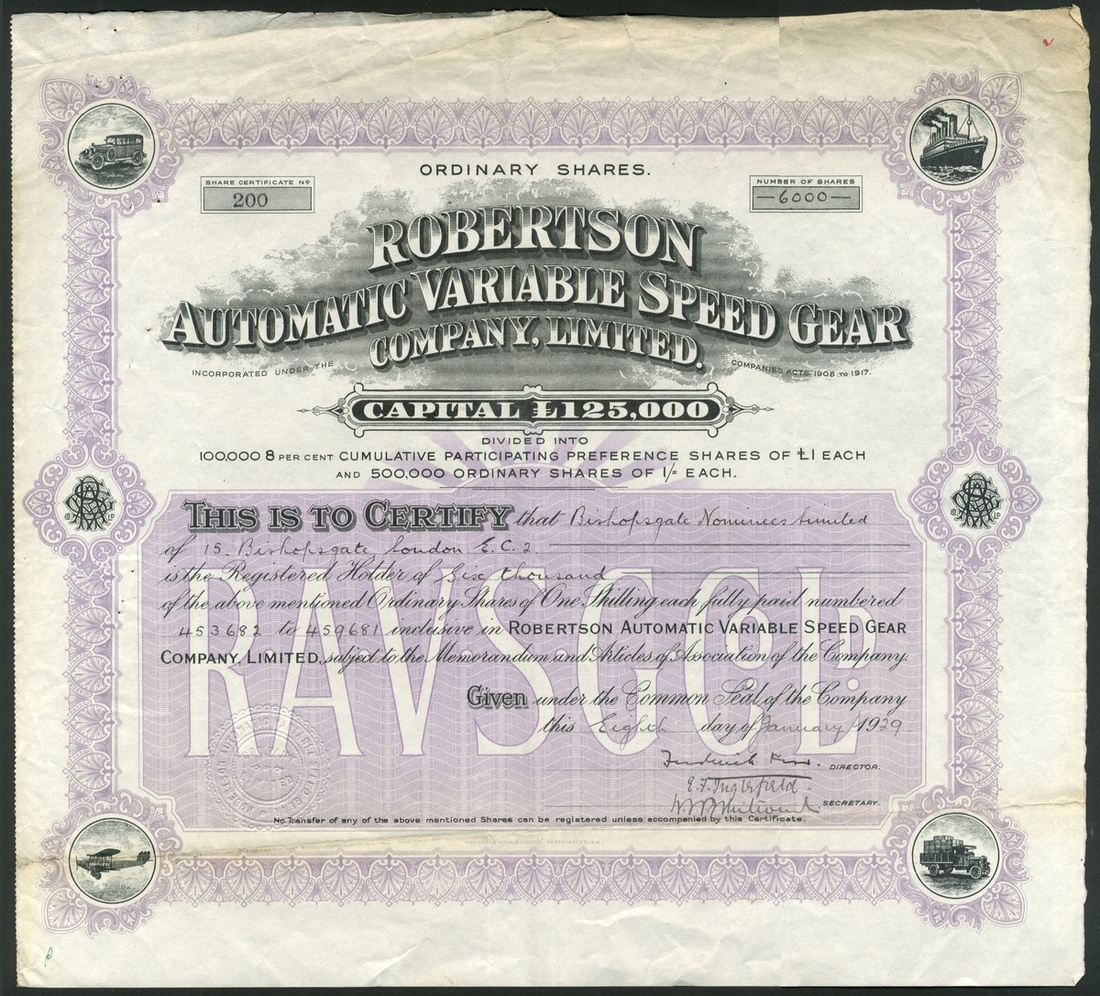 ORDINARY SHARES.
SHARE CERTIFICATE No
200
NUMBER OF SHARES
—6000—
ROBERTSON
AUTOMATIC VARIABLE SPEED GEAR
COMPANY, LIMITED.
INCORPORATED UNDER THE COMPANIES ACTS 1908 TO 1917.
CAPITAL £125,000
DIVIDED INTO
100,000 8 PER CENT CUMULATIVE PARTICIPATING PREFERENCE SHARES OF £1 EACH
AND 500,000 ORDINARY SHARES OF 1/= EACH.
THIS IS TO CERTIFY that Bishopsgate Nominees Limited
of 15. Bishopsgate, London E.C.2.
is the Registered Holder of Six thousand
of the above mentioned Ordinary Shares of One Shilling each fully paid numbered
453682 to 459681 inclusive in ROBERTSON AUTOMATIC VARIABLE SPEED GEAR
COMPANY, LIMITED, subject to the Memorandum and Articles of Association of the Company.
RAVSGCLD.
Given under the Common Seal of the Company
this Eighth day of January 1929
Frederick DIRECTOR.
E.F. Inglefield
SECRETARY.
No Transfer of any of the above mentioned Shares can be registered unless accompanied by this Certificate.